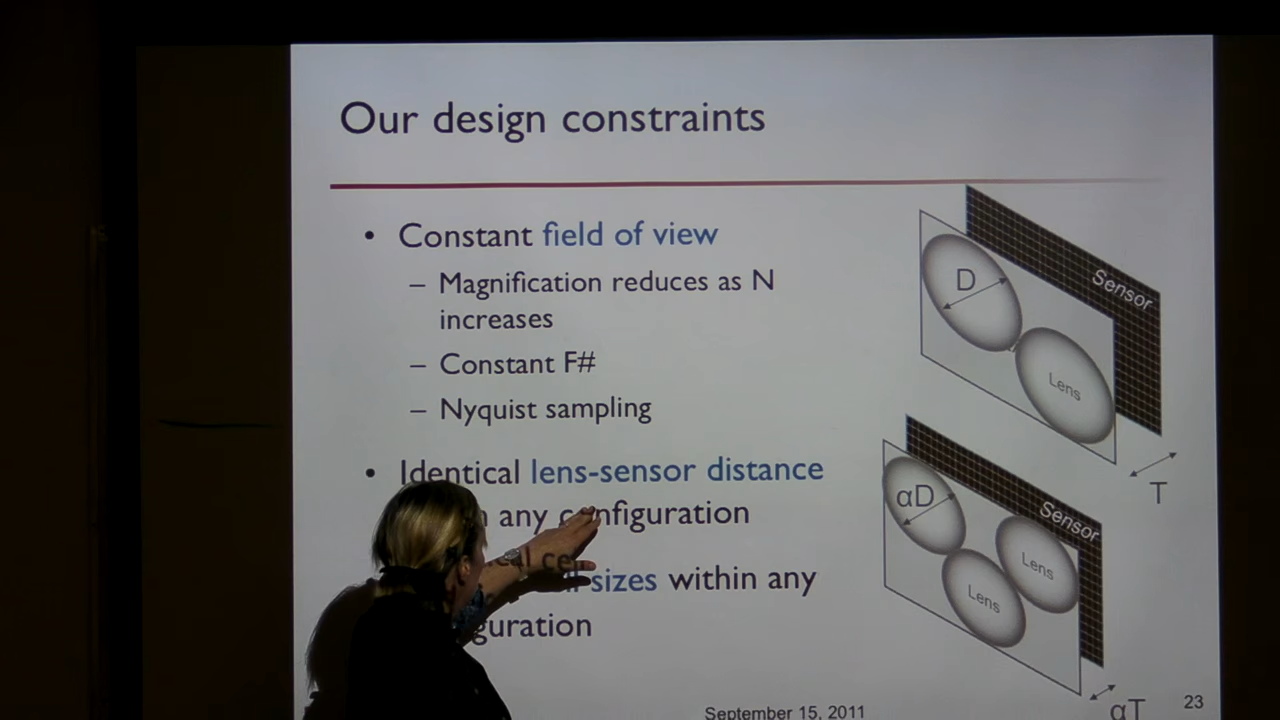 Our design constraints
• Constant field of view
– Magnification reduces as N
increases
– Constant F#
– Nyquist sampling
• Identical lens-sensor distance
any configuration
sizes within any
guration
D
Sensor
Lens
T
αD
Sensor
Lens
Lens
αT
September 15, 2011
23